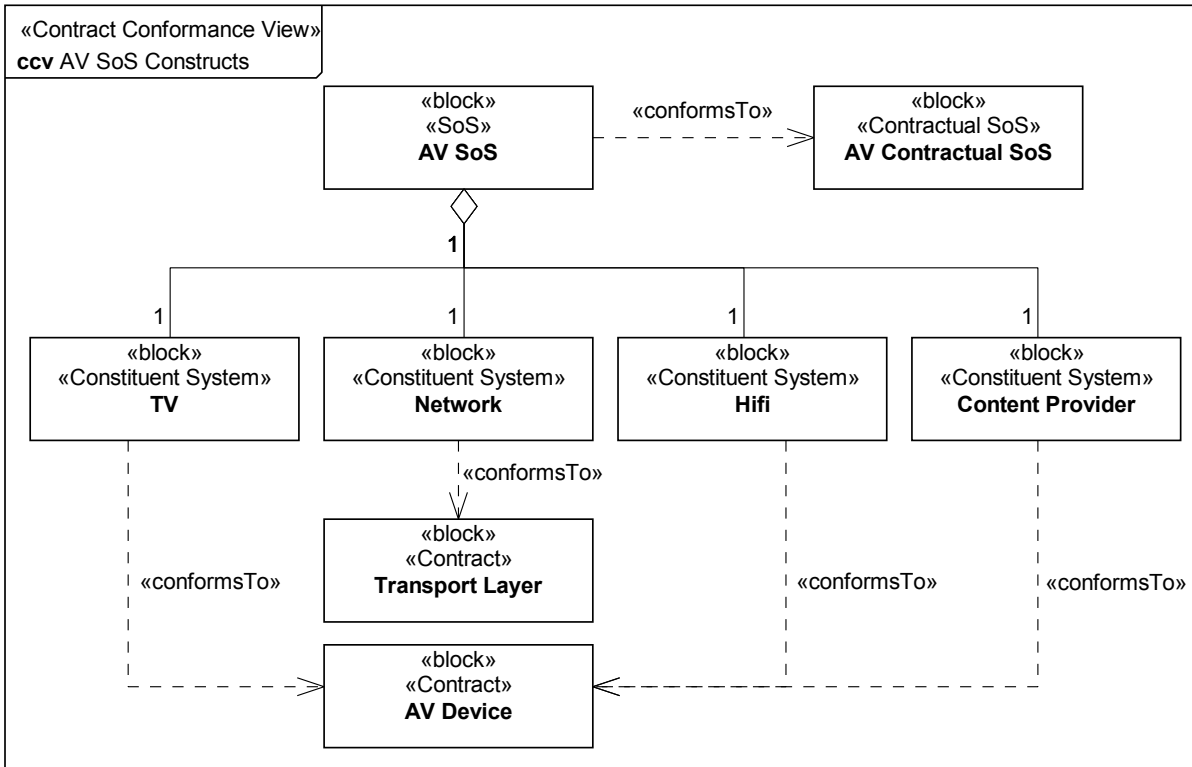 «Contract Conformance View»
ccv AV SoS Constructs
«block»
«SoS»
AV SoS
«conformsTo»
«block»
«Contractual SoS»
AV Contractual SoS
1
1
1
1
1
«block»
«Constituent System»
TV
«block»
«Constituent System»
Network
«block»
«Constituent System»
Hifi
«block»
«Constituent System»
Content Provider
«conformsTo»
«block»
«Contract»
Transport Layer
«conformsTo»
«conformsTo»
«conformsTo»
«block»
«Contract»
AV Device